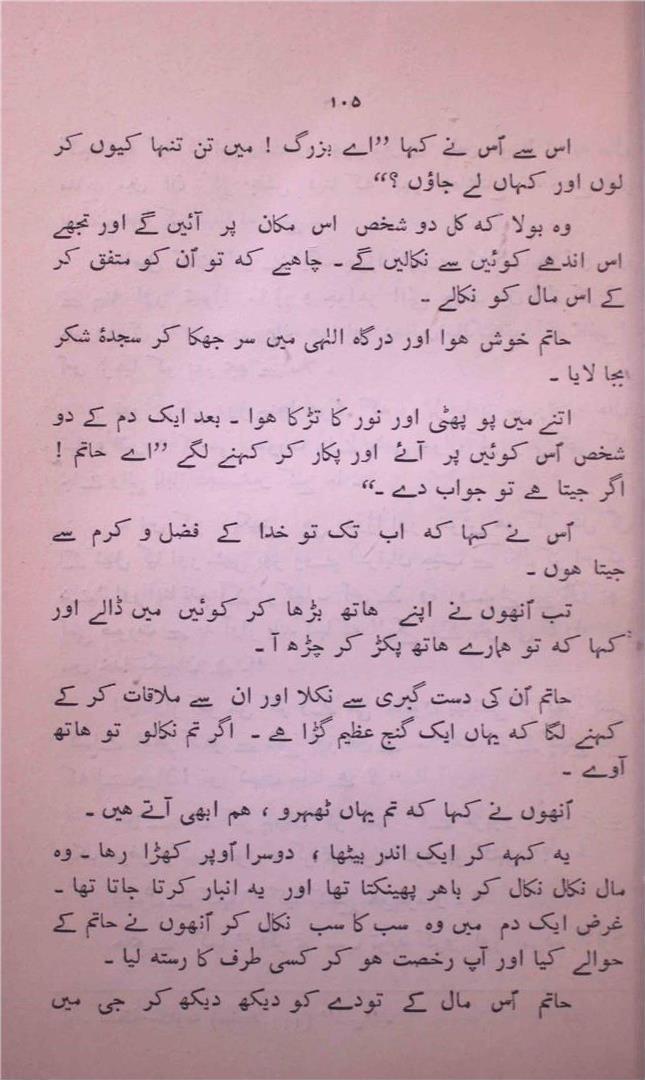 ۱۰۵
اس سے اُس نے کہا ”اے بزرگ ! میں تن تنہا کیوں کر
لوں اور کہاں لے جاؤں ؟“
وہ بولا کہ کل دو شخص اس مکان پر آئیں گے اور تجھے
اس اندھے کوئیں سے نکالیں گے ۔ چاہیے کہ تو اُن کو متفق کر
کے اس مال کو نکالے ۔
حاتم خوش ہوا اور درگاہ الٰہی میں سر جھکا کر سجدۂ شکر
بجا لایا ۔
اتنے میں پو پھٹی اور نور کا تڑکا ہوا ۔ بعد ایک دم کے دو
شخص اُس کوئیں پر آئے اور پکار کر کہنے لگے ”اے حاتم !
اگر جیتا ہے تو جواب دے ۔“
اُس نے کہا کہ اب تک تو خدا کے فضل و کرم سے
جیتا ہوں ۔
تب اُنھوں نے اپنے ہاتھ بڑھا کر کوئیں میں ڈالے اور
کہا کہ تو ہمارے ہاتھ پکڑ کر چڑھ آ ۔
حاتم اُن کی دست گیری سے نکلا اور ان سے ملاقات کر کے
کہنے لگا کہ یہاں ایک گنج عظیم گڑا ہے ۔ اگر تم نکالو تو ہاتھ
آوے ۔
اُنھوں نے کہا کہ تم یہاں ٹھہرو ، ہم ابھی آتے ہیں ۔
یہ کہہ کر ایک اندر بیٹھا ، دوسرا اُوپر کھڑا رہا ۔ وہ
مال نکال نکال کر باہر پھینکتا تھا اور یہ انبار کرتا جاتا تھا ۔
غرض ایک دم میں وہ سب کا سب نکال کر اُنھوں نے حاتم کے
حوالے کیا اور آپ رخصت ہو کر کسی طرف کا رستہ لیا ۔
حاتم اُس مال کے تودے کو دیکھ دیکھ کر جی میں